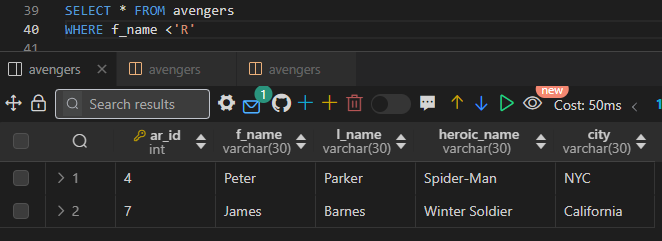 39 SELECT * FROM avengers
40 WHERE f_name <'R'
41
avengers × avengers avengers
Search results 1 new Cost: 50ms < 1
ar_id f_name l_name heroic_name city
int varchar(30) varchar(30) varchar(30) varchar(30)
> 1 4 Peter Parker Spider-Man NYC
> 2 7 James Barnes Winter Soldier California